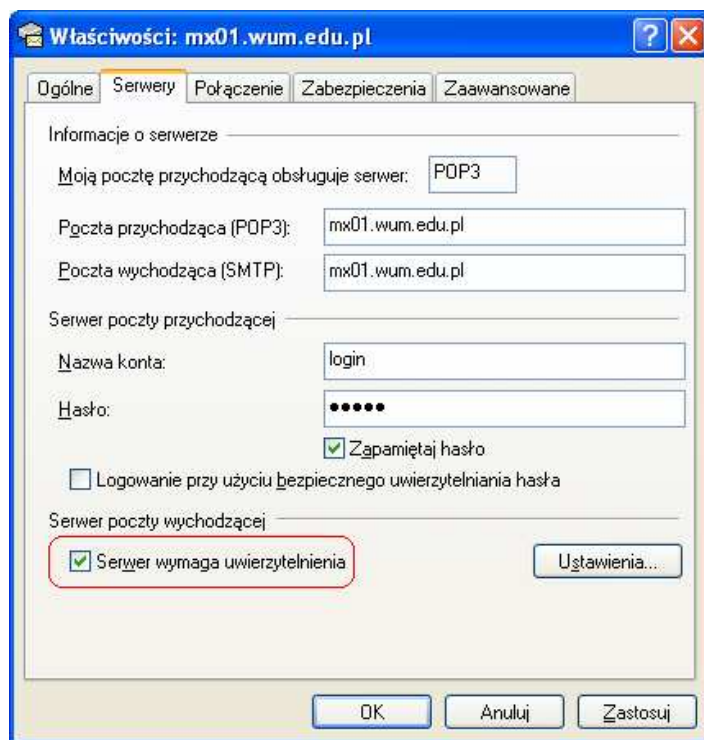 Właściwości: mx01.wum.edu.pl
Ogólne Serwery Połączenie Zabezpieczenia Zaawansowane
Informacje o serwerze
Moją pocztę przychodzącą obsługuje serwer: POP3
Poczta przychodząca (POP3): mx01.wum.edu.pl
Poczta wychodząca (SMTP): mx01.wum.edu.pl
Serwer poczty przychodzącej
Nazwa konta: login
Hasło: •••••
Zapamiętaj hasło
Logowanie przy użyciu bezpiecznego uwierzytelniania hasła
Serwer poczty wychodzącej
Serwer wymaga uwierzytelnienia Ustawienia...
OK Anuluj Zastosuj